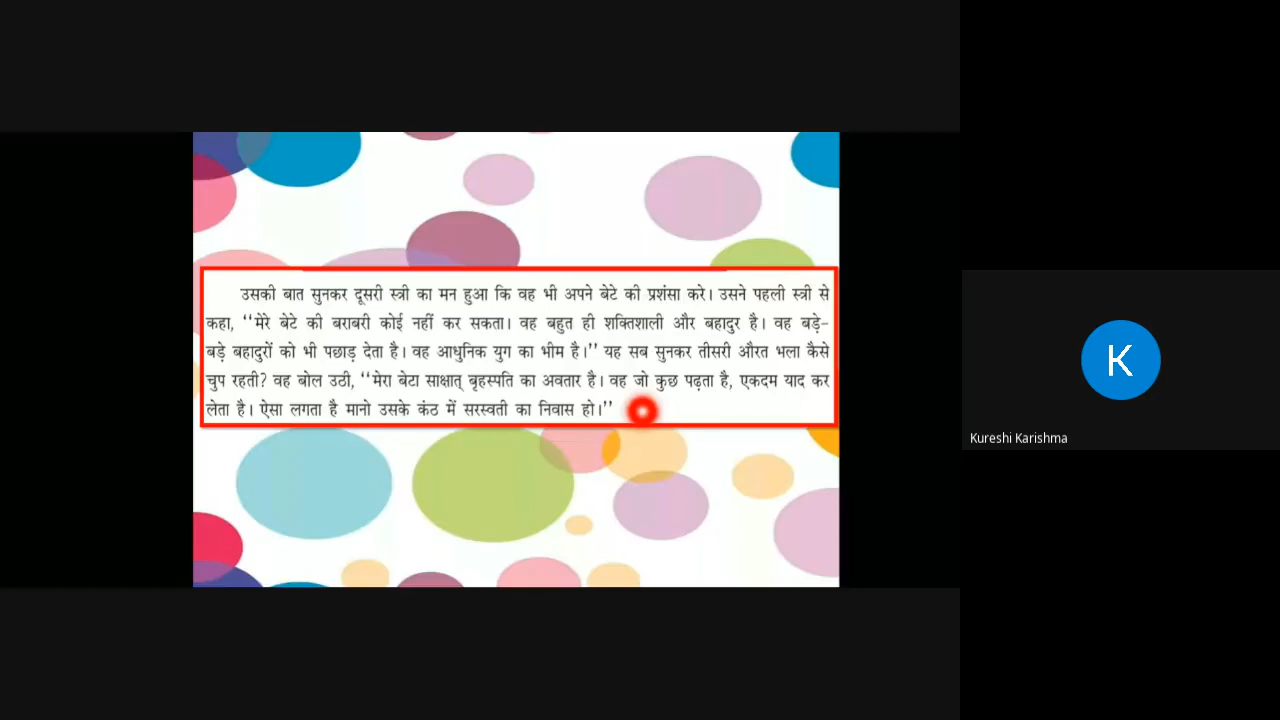 उसकी बात सुनकर दूसरी स्त्री का मन हुआ कि वह भी अपने बेटे की प्रशंसा करे। उसने पहली स्त्री से
कहा, ‘‘मेरे बेटे की बराबरी कोई नहीं कर सकता। वह बहुत ही शक्तिशाली और बहादुर है। वह बड़े-
बड़े बहादुरों को भी पछाड़ देता है। वह आधुनिक युग का भीम है।’’ यह सब सुनकर तीसरी औरत भला कैसे
चुप रहती? वह बोल उठी, ‘‘मेरा बेटा साक्षात् बृहस्पति का अवतार है। वह जो कुछ पढ़ता है, एकदम याद कर
लेता है। ऐसा लगता है मानो उसके कंठ में सरस्वती का निवास हो।’’
K
Kureshi Karishma